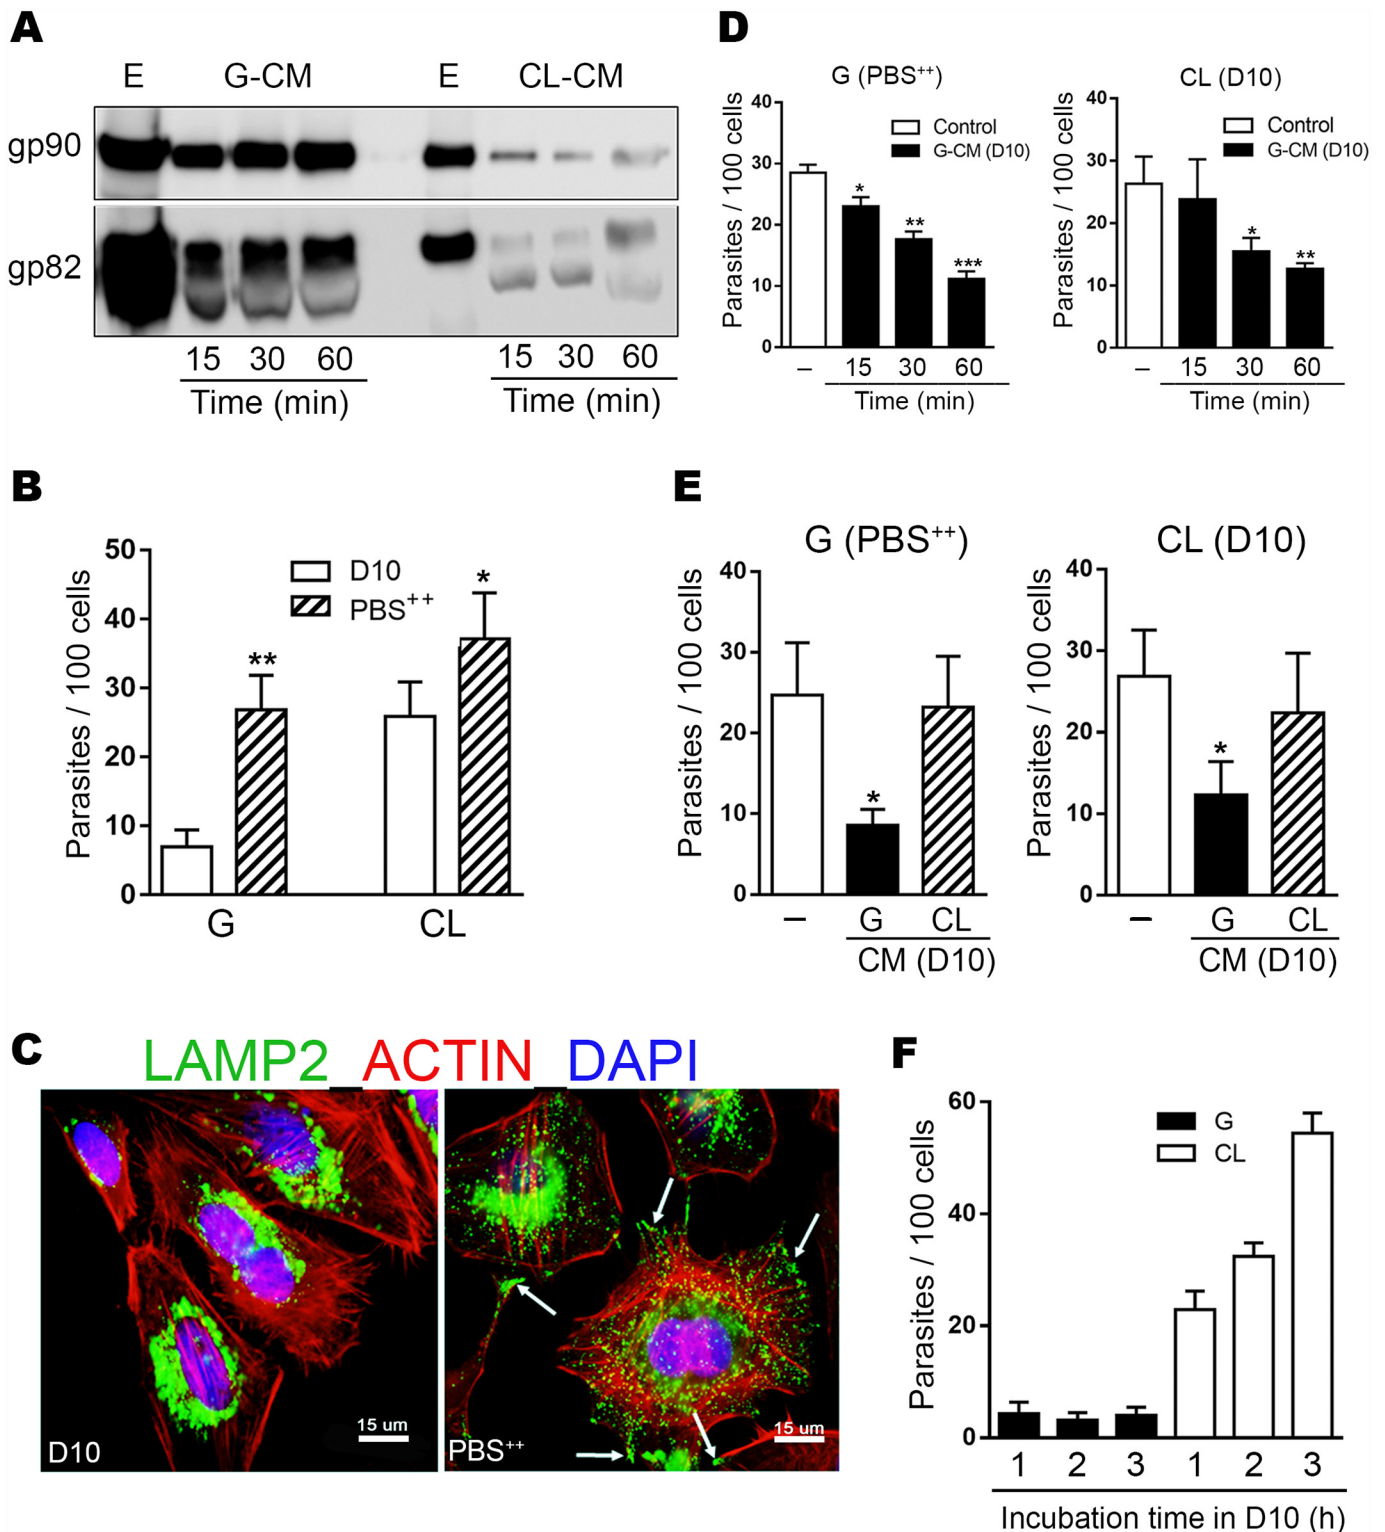 A
E G-CM E CL-CM
gp90
gp82
15 30 60 15 30 60
Time (min) Time (min)
D
G (PBS++)
40
30
20
10
0
Parasites / 100 cells
Control
G-CM (D10)
*
**
***
– 15 30 60
Time (min)
CL (D10)
40
30
20
10
0
Parasites / 100 cells
Control
G-CM (D10)
*
**
– 15 30 60
Time (min)
B
50
40
30
20
10
0
Parasites / 100 cells
D10
PBS++
**
*
G CL
E
G (PBS++)
40
30
20
10
0
Parasites / 100 cells
*
– G CL
CM (D10)
CL (D10)
40
30
20
10
0
Parasites / 100 cells
*
– G CL
CM (D10)
C
LAMP2_ACTIN_DAPI
D10
15 um
PBS++
15 um
F
60
40
20
0
Parasites / 100 cells
G
CL
1 2 3 1 2 3
Incubation time in D10 (h)